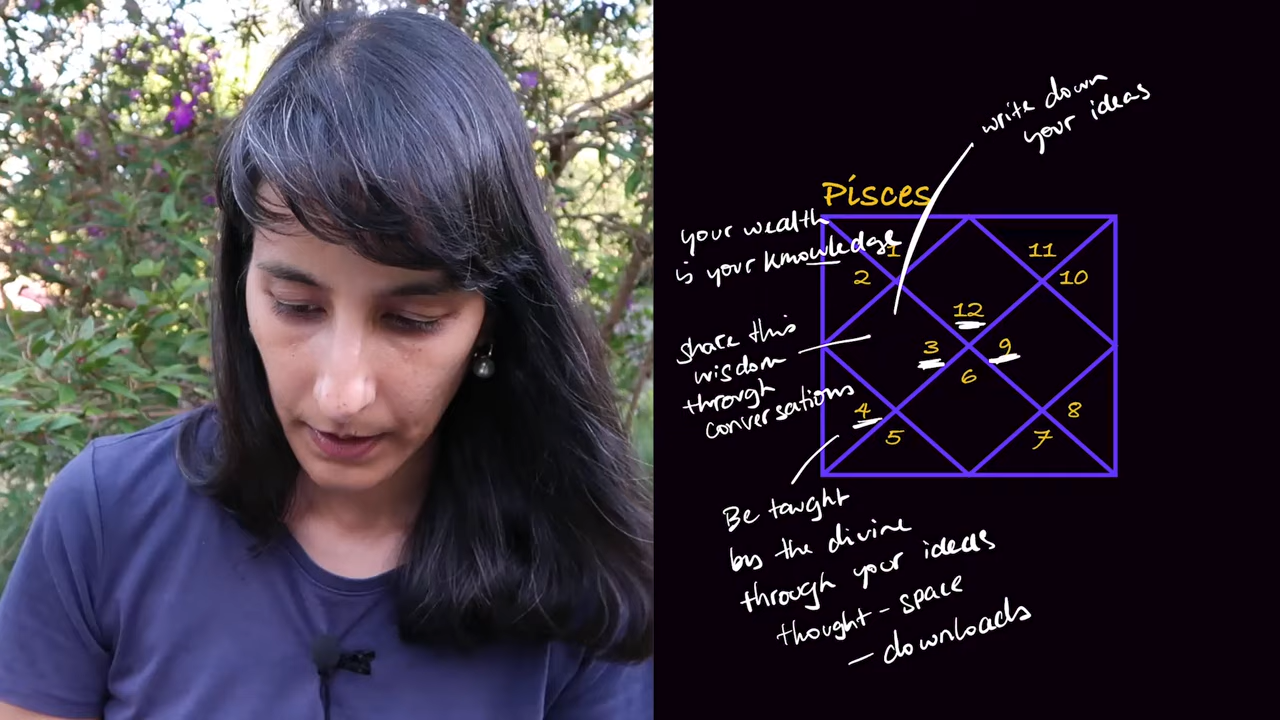 write down
your ideas
Pisces
your wealth
is your knowledge
1
11
2
10
12
share this
wisdom
through
conversations
3
9
6
4
8
5
7
Be taught
by the divine
through your ideas
thought - space
- downloads